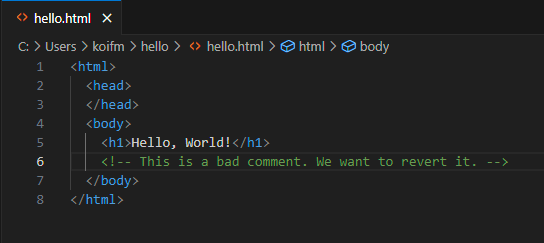 hello.html
C: > Users > koifm > hello > hello.html > html > body
1 <html>
2 <head>
3 </head>
4 <body>
5 <h1>Hello, World!</h1>
6 <!-- This is a bad comment. We want to revert it. -->
7 </body>
8 </html>